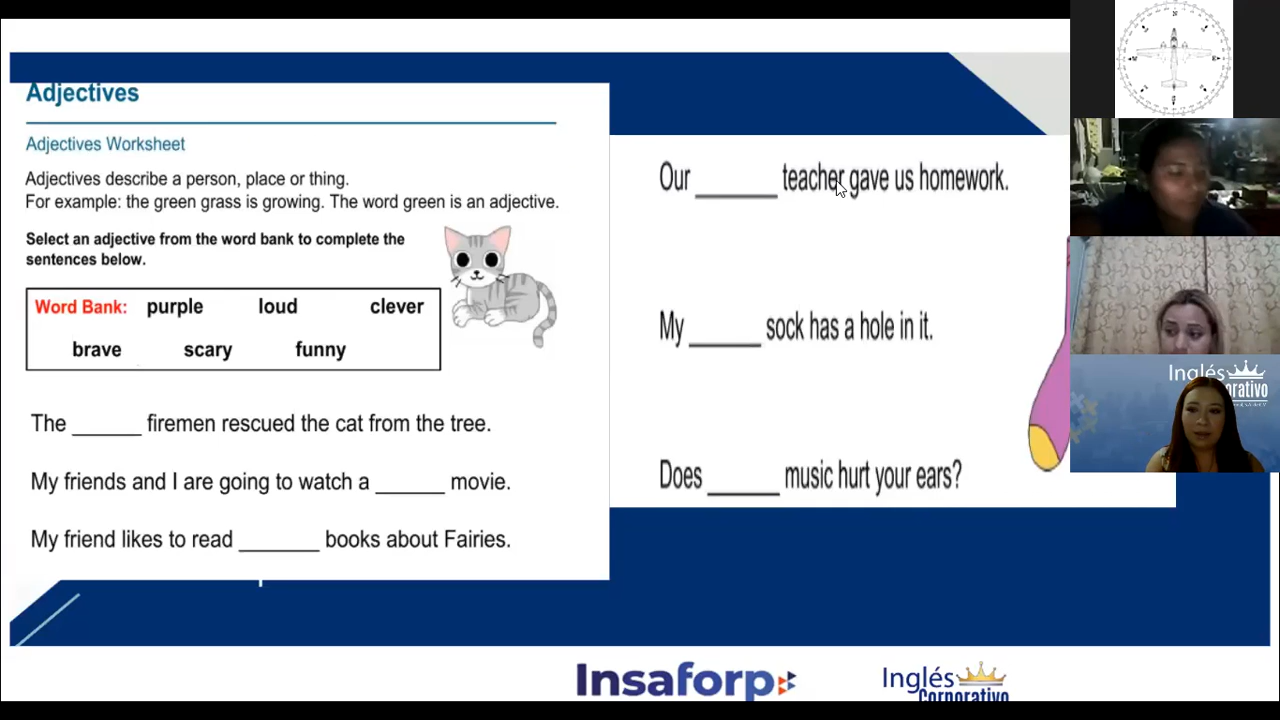 Adjectives
Adjectives Worksheet
Adjectives describe a person, place or thing.
For example: the green grass is growing. The word green is an adjective.
Select an adjective from the word bank to complete the
sentences below.
Word Bank: purple loud clever
brave scary funny
The ______ firemen rescued the cat from the tree.
My friends and I are going to watch a ______ movie.
My friend likes to read _______ books about Fairies.
Our _______ teacher gave us homework.
My ______ sock has a hole in it.
Does ______ music hurt your ears?
Inglés
Insaforp
Inglés
Corporativo